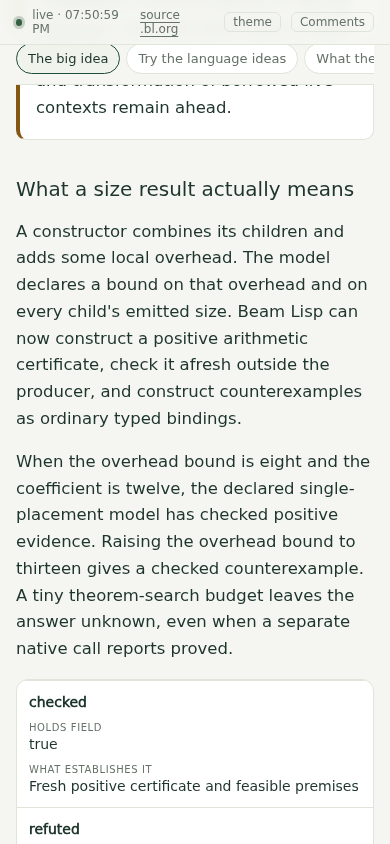 live · 07:50:59 PM
source.bl.org
theme
Comments
The big idea
Try the language ideas
What the
and transformation of borrowed live
contexts remain ahead.
What a size result actually means
A constructor combines its children and
adds some local overhead. The model
declares a bound on that overhead and on
every child's emitted size. Beam Lisp can
now construct a positive arithmetic
certificate, check it afresh outside the
producer, and construct counterexamples
as ordinary typed bindings.
When the overhead bound is eight and the
coefficient is twelve, the declared single-
placement model has checked positive
evidence. Raising the overhead bound to
thirteen gives a checked counterexample.
A tiny theorem-search budget leaves the
answer unknown, even when a separate
native call reports proved.
checked
HOLDS FIELD
true
WHAT ESTABLISHES IT
Fresh positive certificate and feasible premises
refuted